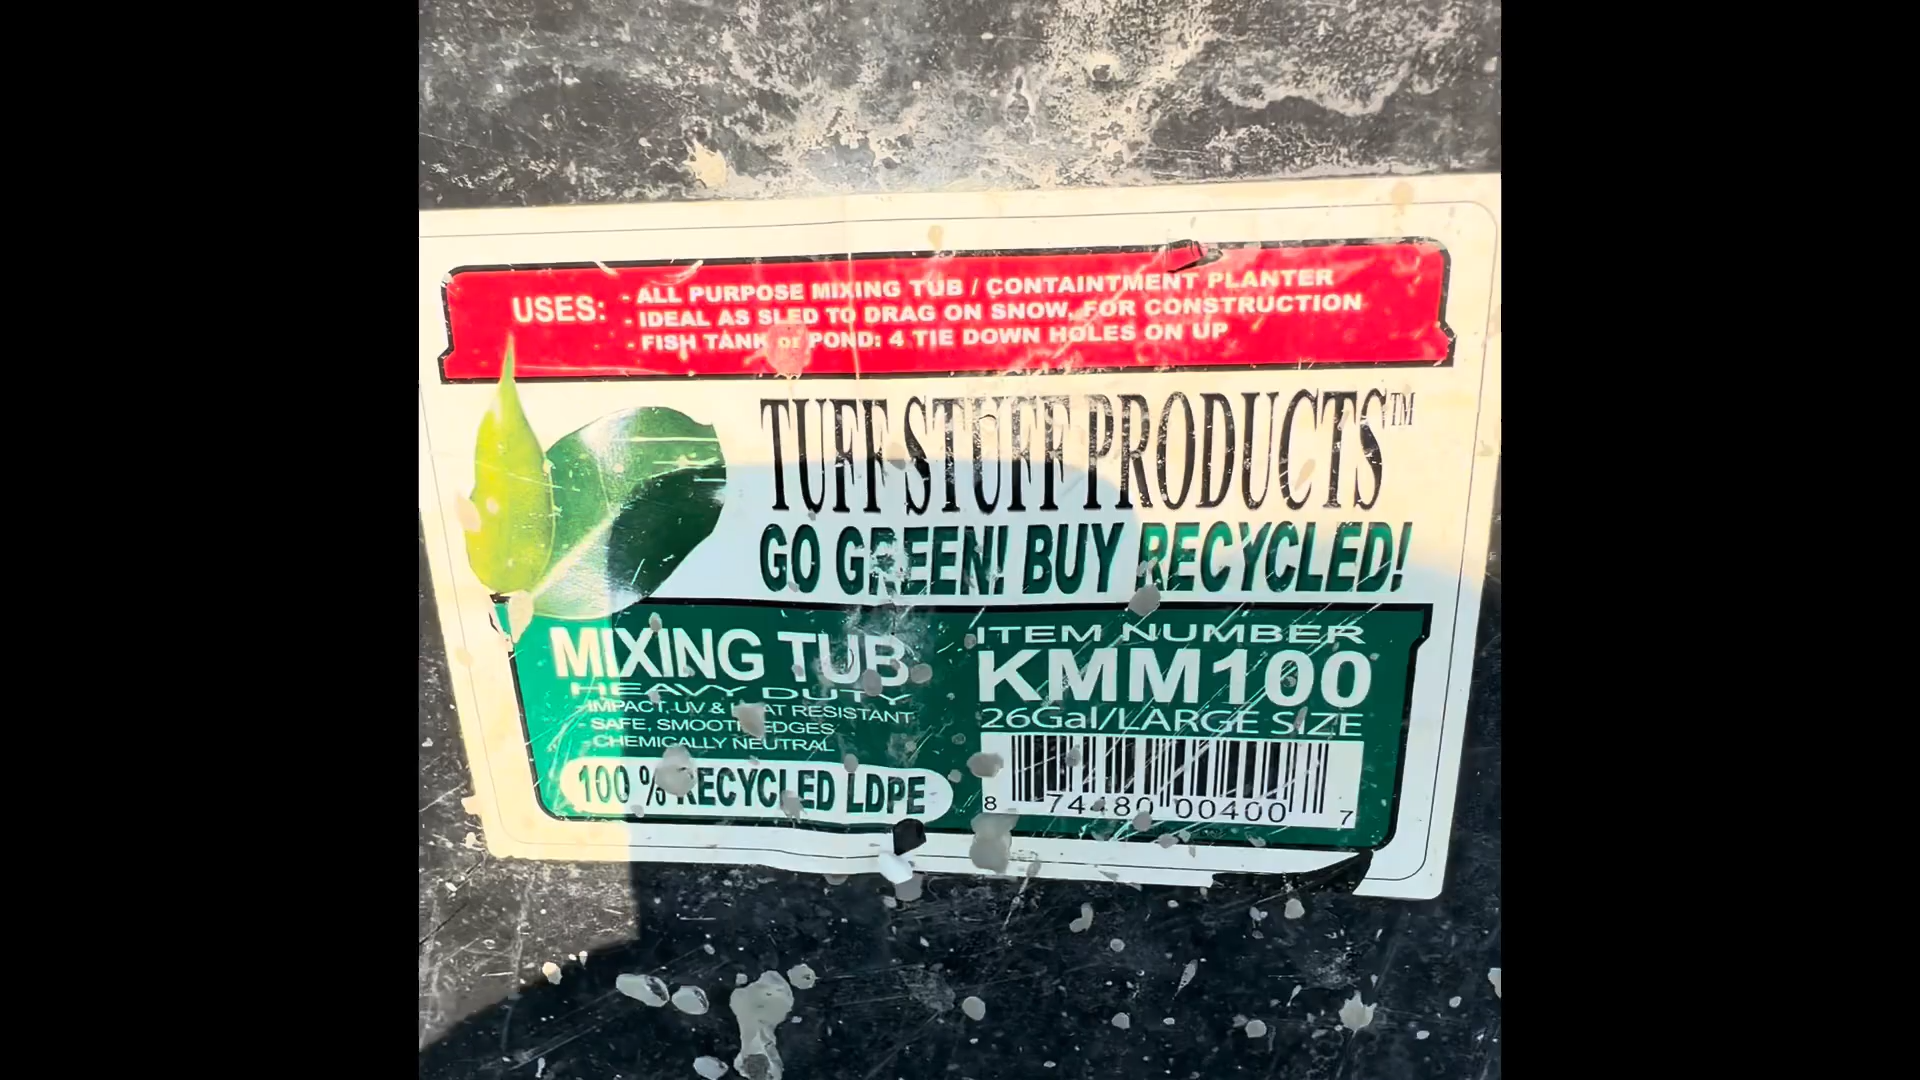 USES: - ALL PURPOSE MIXING TUB / CONTAINTMENT PLANTER
- IDEAL AS SLED TO DRAG ON SNOW, FOR CONSTRUCTION
- FISH TANK or POND: 4 TIE DOWN HOLES ON UP
TUFF STUFF PRODUCTS™
GO GREEN! BUY RECYCLED!
MIXING TUB
HEAVY DUTY
- IMPACT, UV & HEAT RESISTANT
- SAFE, SMOOTH EDGES
- CHEMICALLY NEUTRAL
100 % RECYCLED LDPE
ITEM NUMBER
KMM100
26Gal/LARGE SIZE
8 74480 00400 7